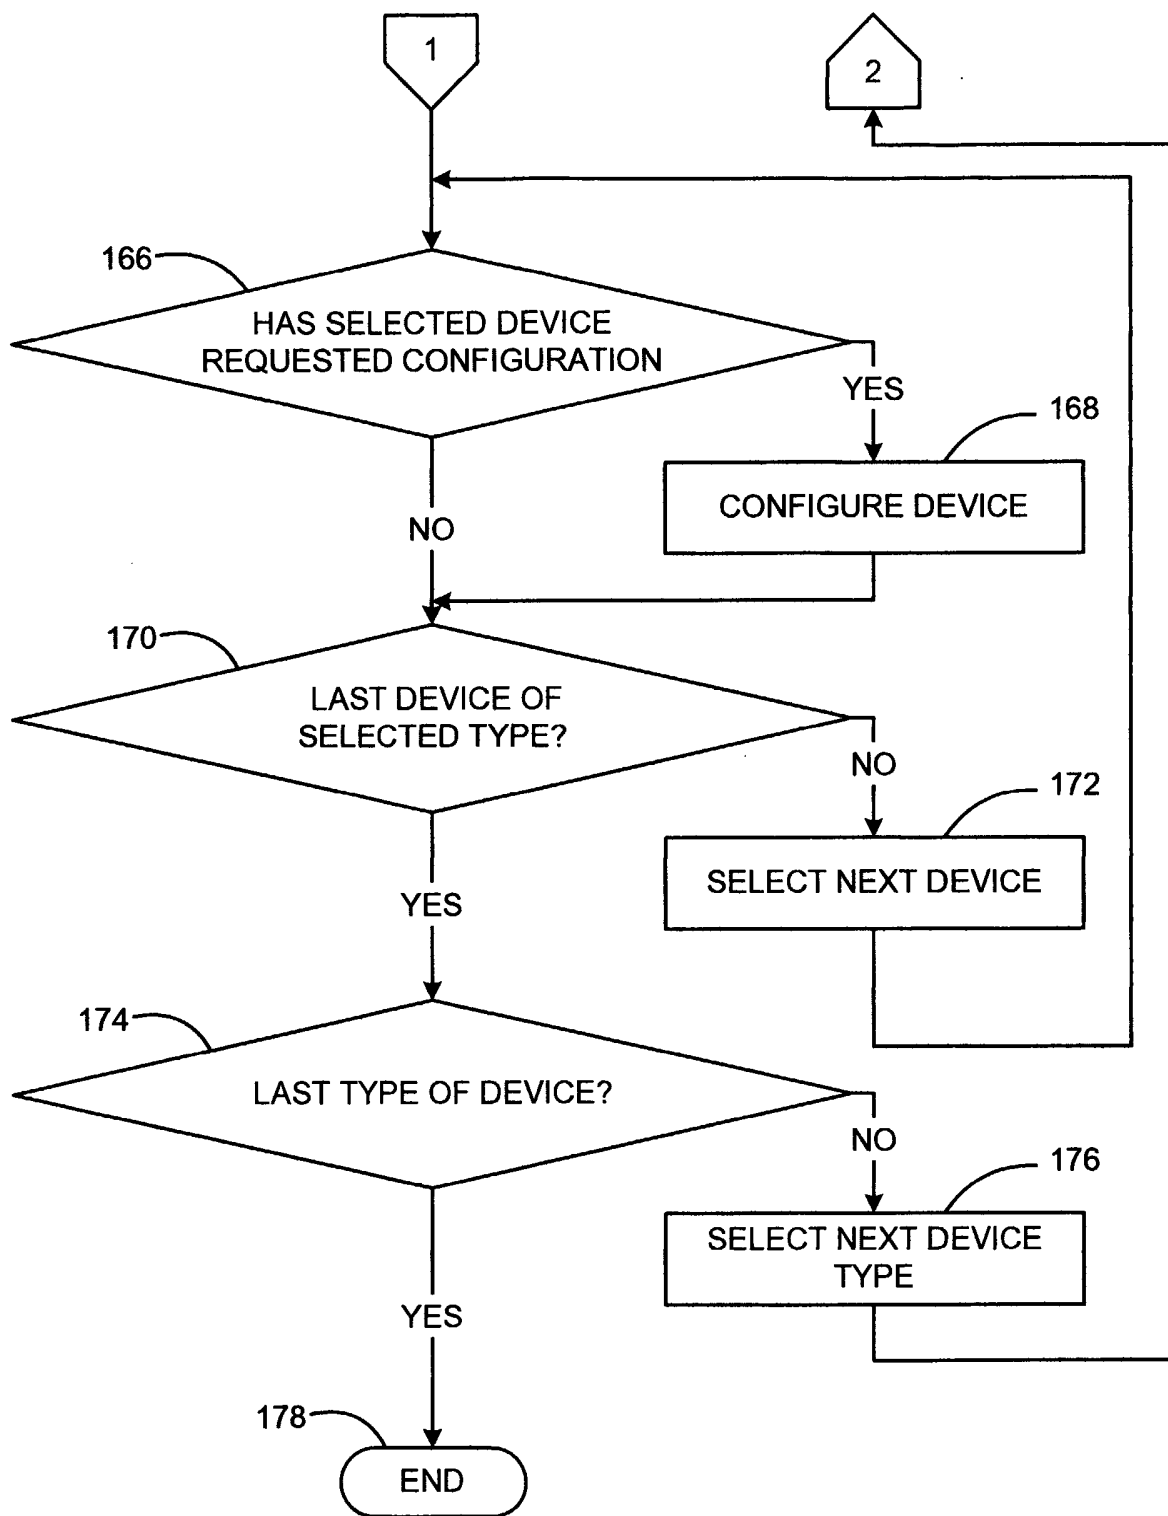 1
2
166
HAS SELECTED DEVICE
REQUESTED CONFIGURATION
YES
168
CONFIGURE DEVICE
NO
170
LAST DEVICE OF
SELECTED TYPE?
NO
172
SELECT NEXT DEVICE
YES
174
LAST TYPE OF DEVICE?
NO
176
SELECT NEXT DEVICE
TYPE
YES
178
END